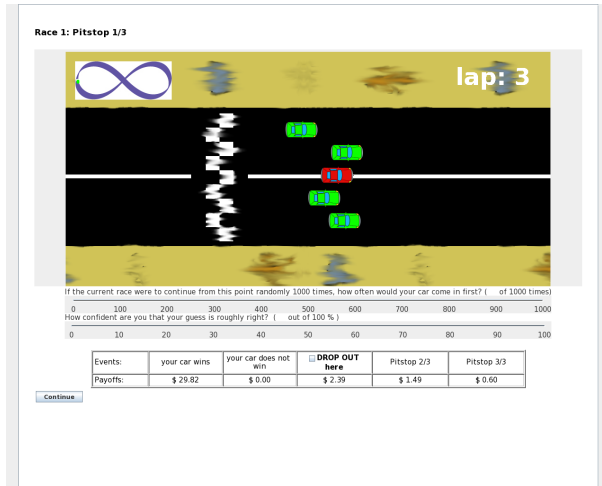 Race 1: Pitstop 1/3
lap: 3
If the current race were to continue from this point randomly 1000 times, how often would your car come in first? (     of 1000 times)
0 100 200 300 400 500 600 700 800 900 1000
How confident are you that your guess is roughly right?  (     out of 100 % )
0 10 20 30 40 50 60 70 80 90 100
Events: your car wins your car does not win DROP OUT here Pitstop 2/3 Pitstop 3/3
Payoffs: $ 29.82 $ 0.00 $ 2.39 $ 1.49 $ 0.60
Continue